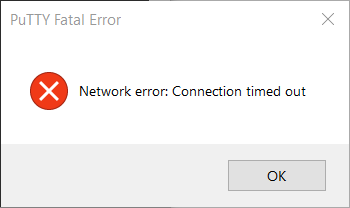 PuTTY Fatal Error
Network error: Connection timed out
OK